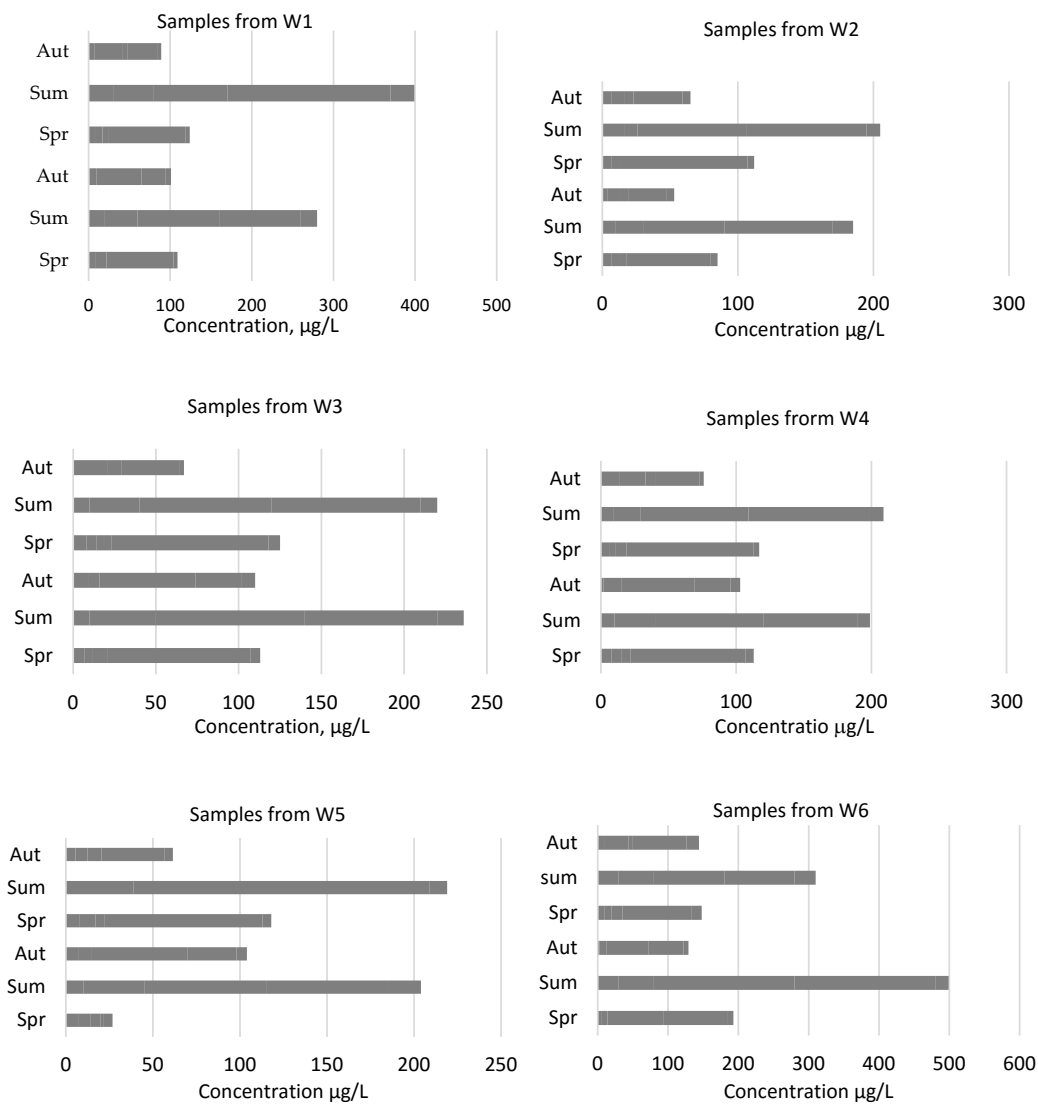 Samples from W1
Aut
Sum
Spr
Aut
Sum
Spr
0 100 200 300 400 500
Concentration, µg/L
Samples from W2
Aut
Sum
Spr
Aut
Sum
Spr
0 100 200 300
Concentration µg/L
Samples from W3
Aut
Sum
Spr
Aut
Sum
Spr
0 50 100 150 200 250
Concentration, µg/L
Samples frorm W4
Aut
Sum
Spr
Aut
Sum
Spr
0 100 200 300
Concentratio µg/L
Samples from W5
Aut
Sum
Spr
Aut
Sum
Spr
0 50 100 150 200 250
Concentration µg/L
Samples from W6
Aut
sum
Spr
Aut
Sum
Spr
0 100 200 300 400 500 600
Concentration µg/L